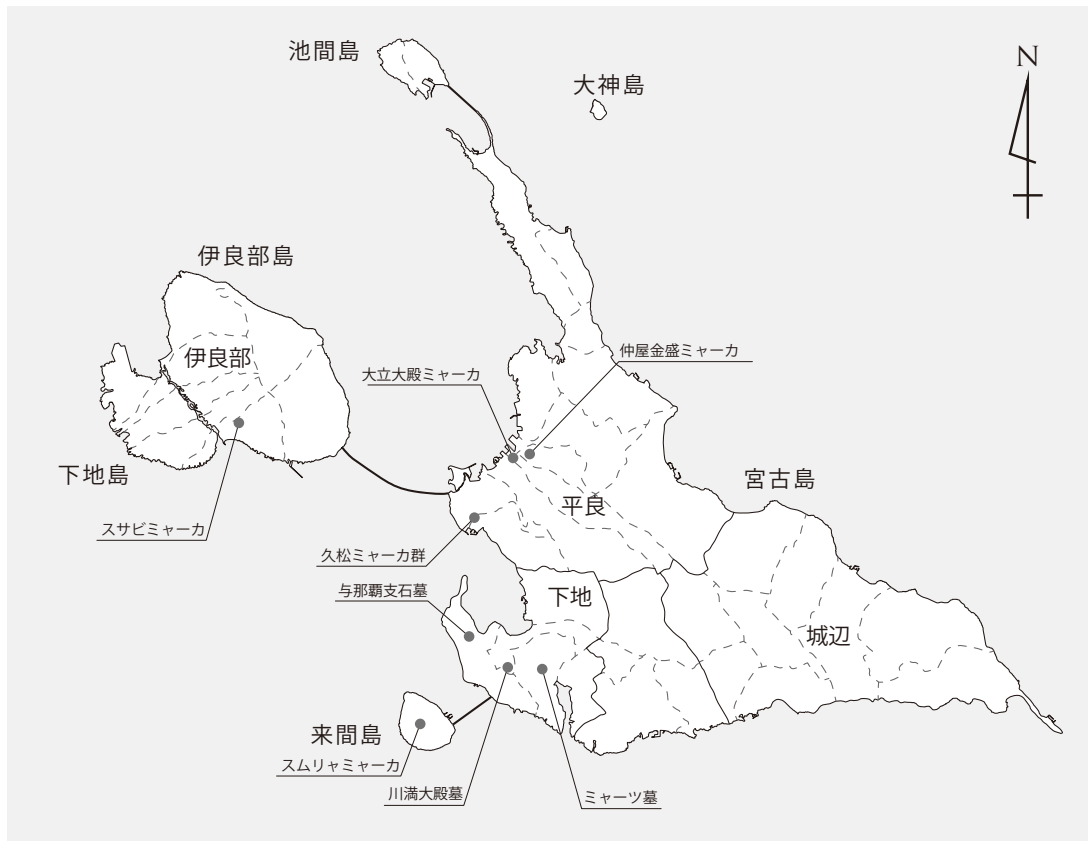 池間島
大神島
N
伊良部島
伊良部
仲屋金盛ミャーカ
大立大殿ミャーカ
下地島
宮古島
平良
スサビミャーカ
久松ミャーカ群
与那覇支石墓
下地
城辺
来間島
スムリャミャーカ
川満大殿墓
ミャーツ墓